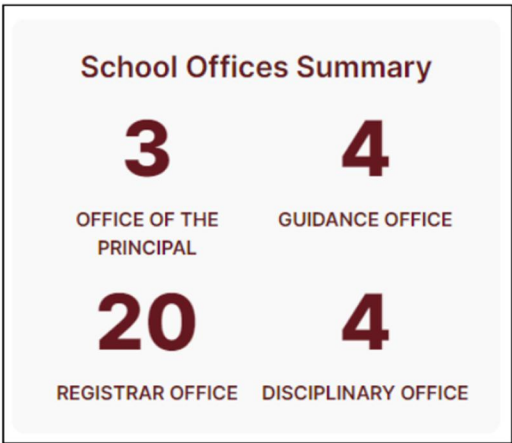 School Offices Summary
3
4
OFFICE OF THE
PRINCIPAL
GUIDANCE OFFICE
20
4
REGISTRAR OFFICE
DISCIPLINARY OFFICE